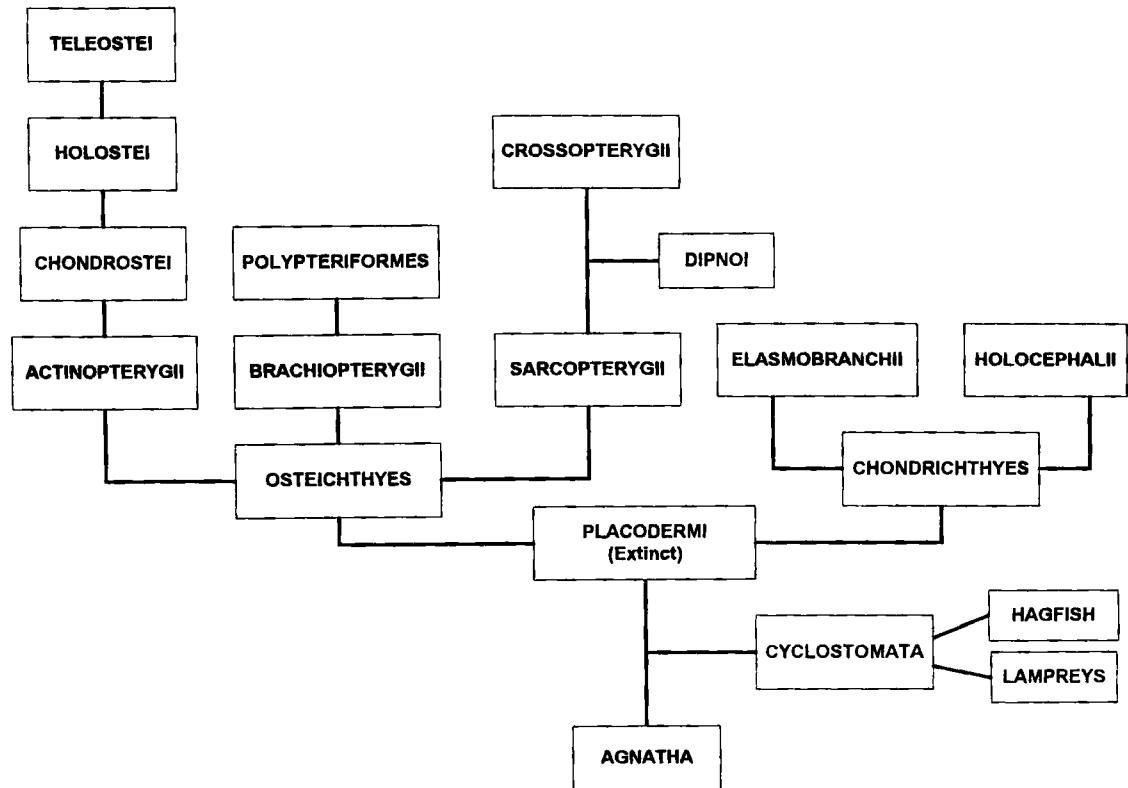 TELEOSTEI
HOLOSTEI
CROSSOPTERYGII
CHONDROSTEI
POLYPTERIFORMES
DIPNOI
ACTINOPTERYGII
BRACHIOPTERYGII
SARCOPTERYGII
ELASMOBRANCHII
HOLOCEPHALII
OSTEICHTHYES
CHONDRICHTHYES
PLACODERMI
(Extinct)
HAGFISH
CYCLOSTOMATA
LAMPREYS
AGNATHA